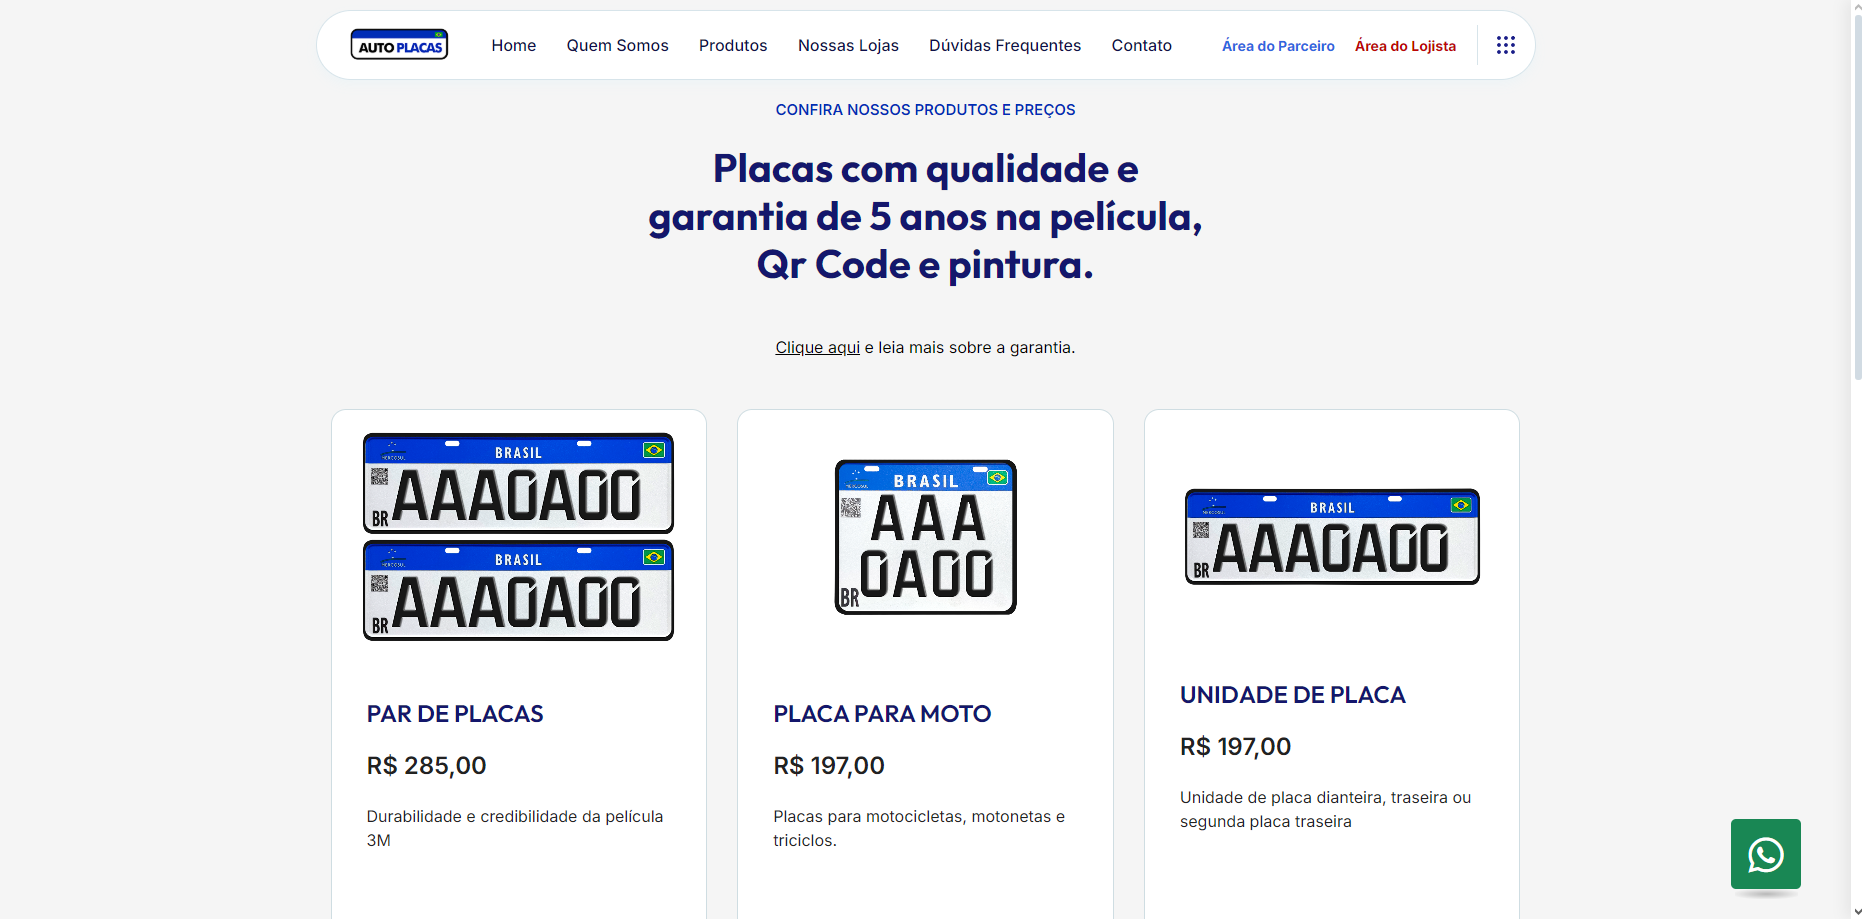 AUTO PLACAS
Home
Quem Somos
Produtos
Nossas Lojas
Dúvidas Frequentes
Contato
Área do Parceiro
Área do Lojista
CONFIRA NOSSOS PRODUTOS E PREÇOS
Placas com qualidade e
garantia de 5 anos na película,
Qr Code e pintura.
Clique aqui e leia mais sobre a garantia.
MERCOSUL
BRASIL
BR
AAA0A00
MERCOSUL
BRASIL
BR
AAA0A00
PAR DE PLACAS
R$ 285,00
Durabilidade e credibilidade da película
3M
MERCOSUL
BRASIL
AAA
BR
0A00
PLACA PARA MOTO
R$ 197,00
Placas para motocicletas, motonetas e
triciclos.
MERCOSUL
BRASIL
BR
AAA0A00
UNIDADE DE PLACA
R$ 197,00
Unidade de placa dianteira, traseira ou
segunda placa traseira